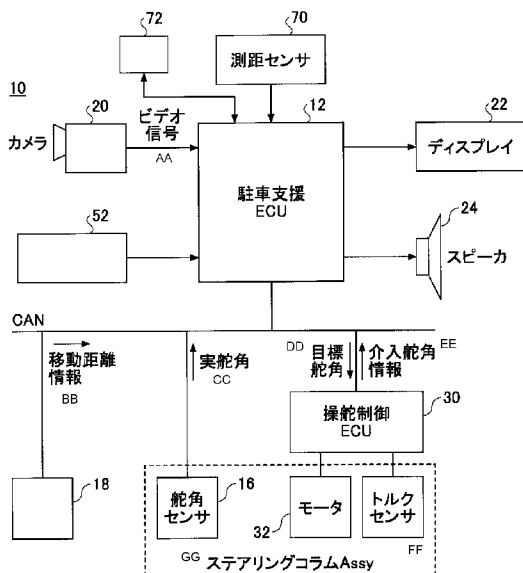 72
70
測距センサ
10
20
カメラ
ビデオ
信号
AA
12
駐車支援
ECU
22
ディスプレイ
24
スピーカ
52
CAN
移動距離
情報
BB
実舵角
CC
DD
目標
舵角
介入舵角
情報
EE
操舵制御
ECU
30
18
舵角
センサ
16
モータ
32
トルク
センサ
GG
ステアリングコラムAssy
FF